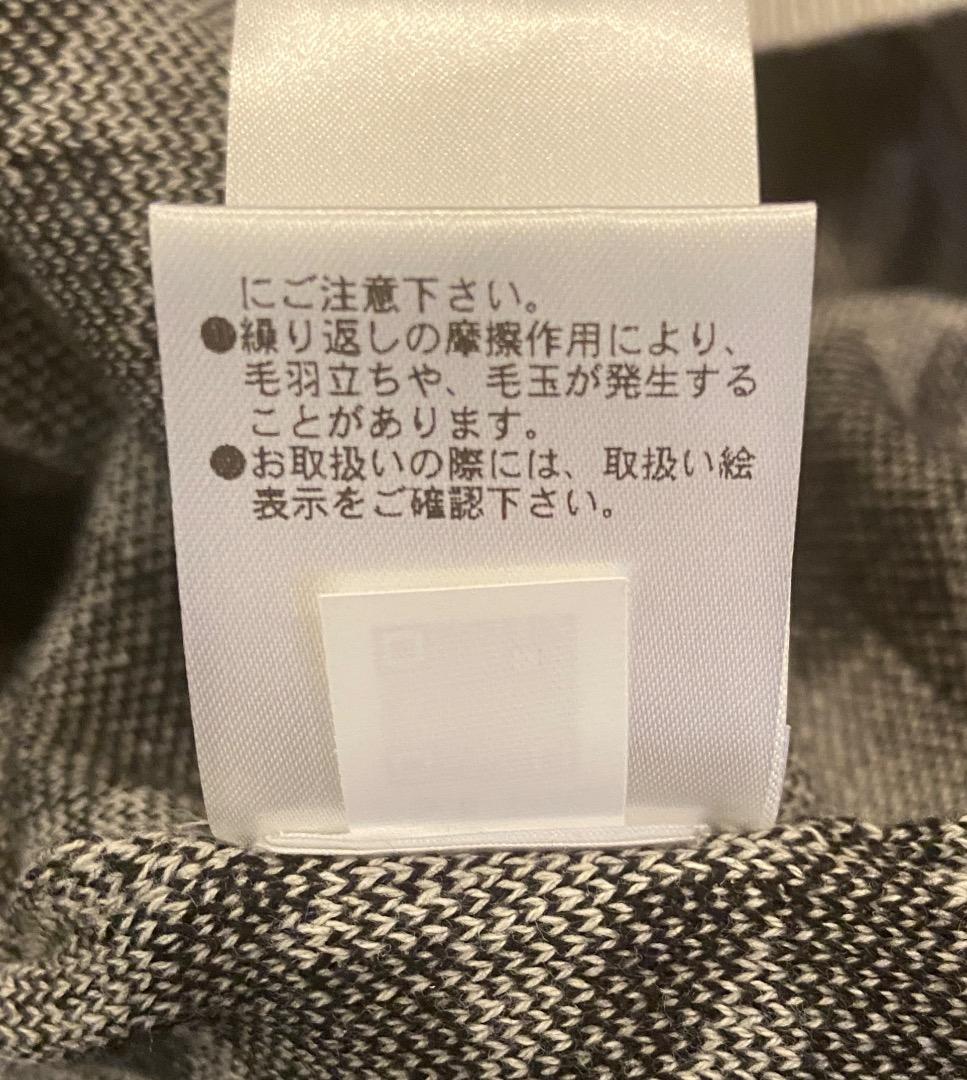 にご注意下さい。
●繰り返しの摩擦作用により、
毛羽立ちや、毛玉が発生する
ことがあります。
●お取扱いの際には、取扱い絵
表示をご確認下さい。